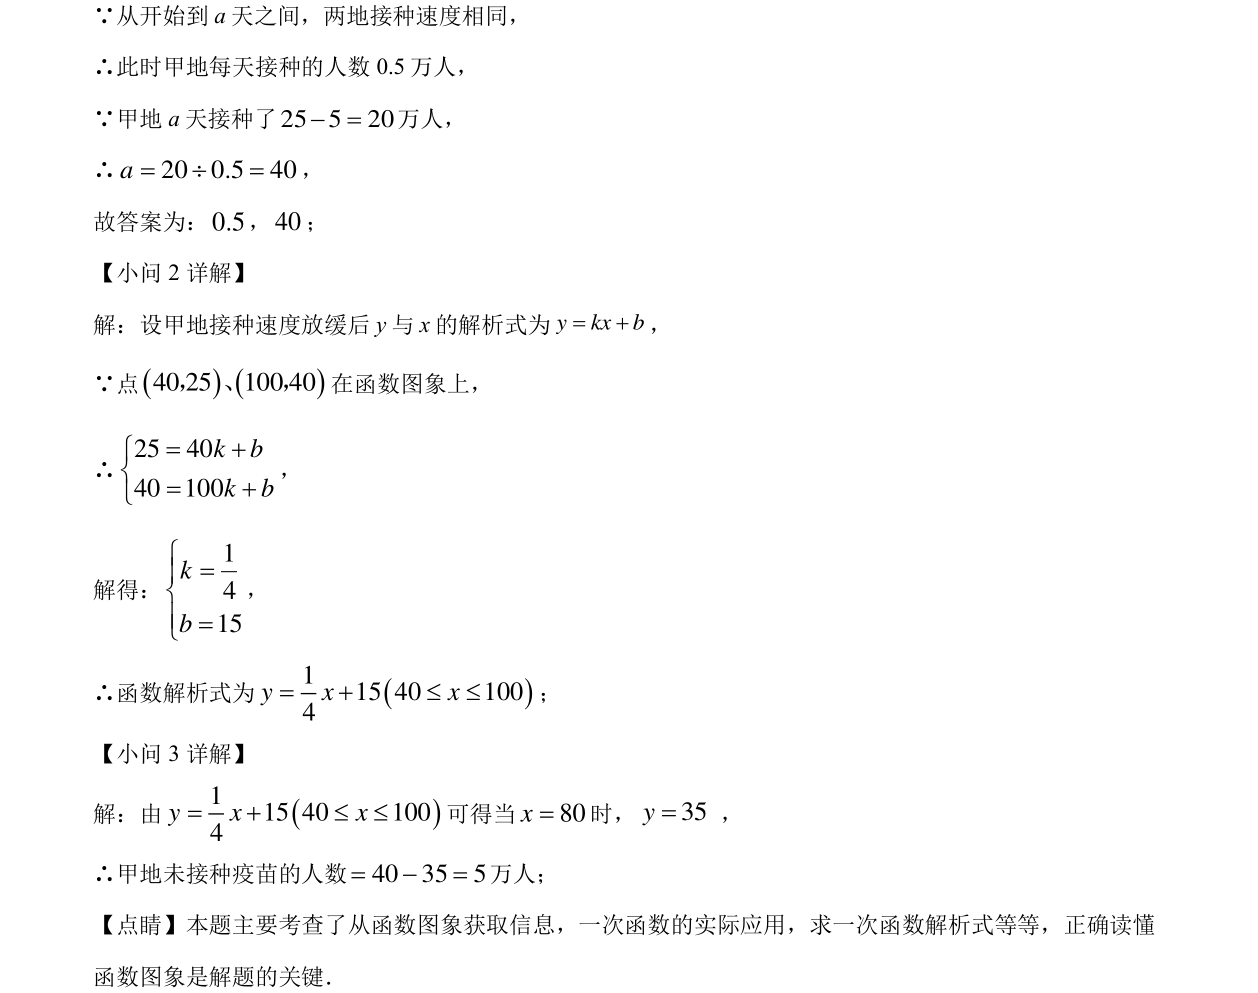 ∵从开始到 a 天之间，两地接种速度相同，
∴此时甲地每天接种的人数 0.5 万人，
∵甲地 a 天接种了 25−5=20 万人，
∴ a=20÷0.5=40，
故答案为：0.5，40；
【小问 2 详解】
解：设甲地接种速度放缓后 y 与 x 的解析式为 y=kx+b，
∵点(40,25)、(100,40)在函数图象上，
∴ {25=40k+b
40=100k+b，
解得：{k=1/4
b=15，
∴函数解析式为 y=1/4 x+15(40≤x≤100)；
【小问 3 详解】
解：由 y=1/4 x+15(40≤x≤100) 可得当 x=80 时， y=35 ，
∴甲地未接种疫苗的人数=40−35=5万人；
【点睛】本题主要考查了从函数图象获取信息，一次函数的实际应用，求一次函数解析式等等，正确读懂
函数图象是解题的关键．